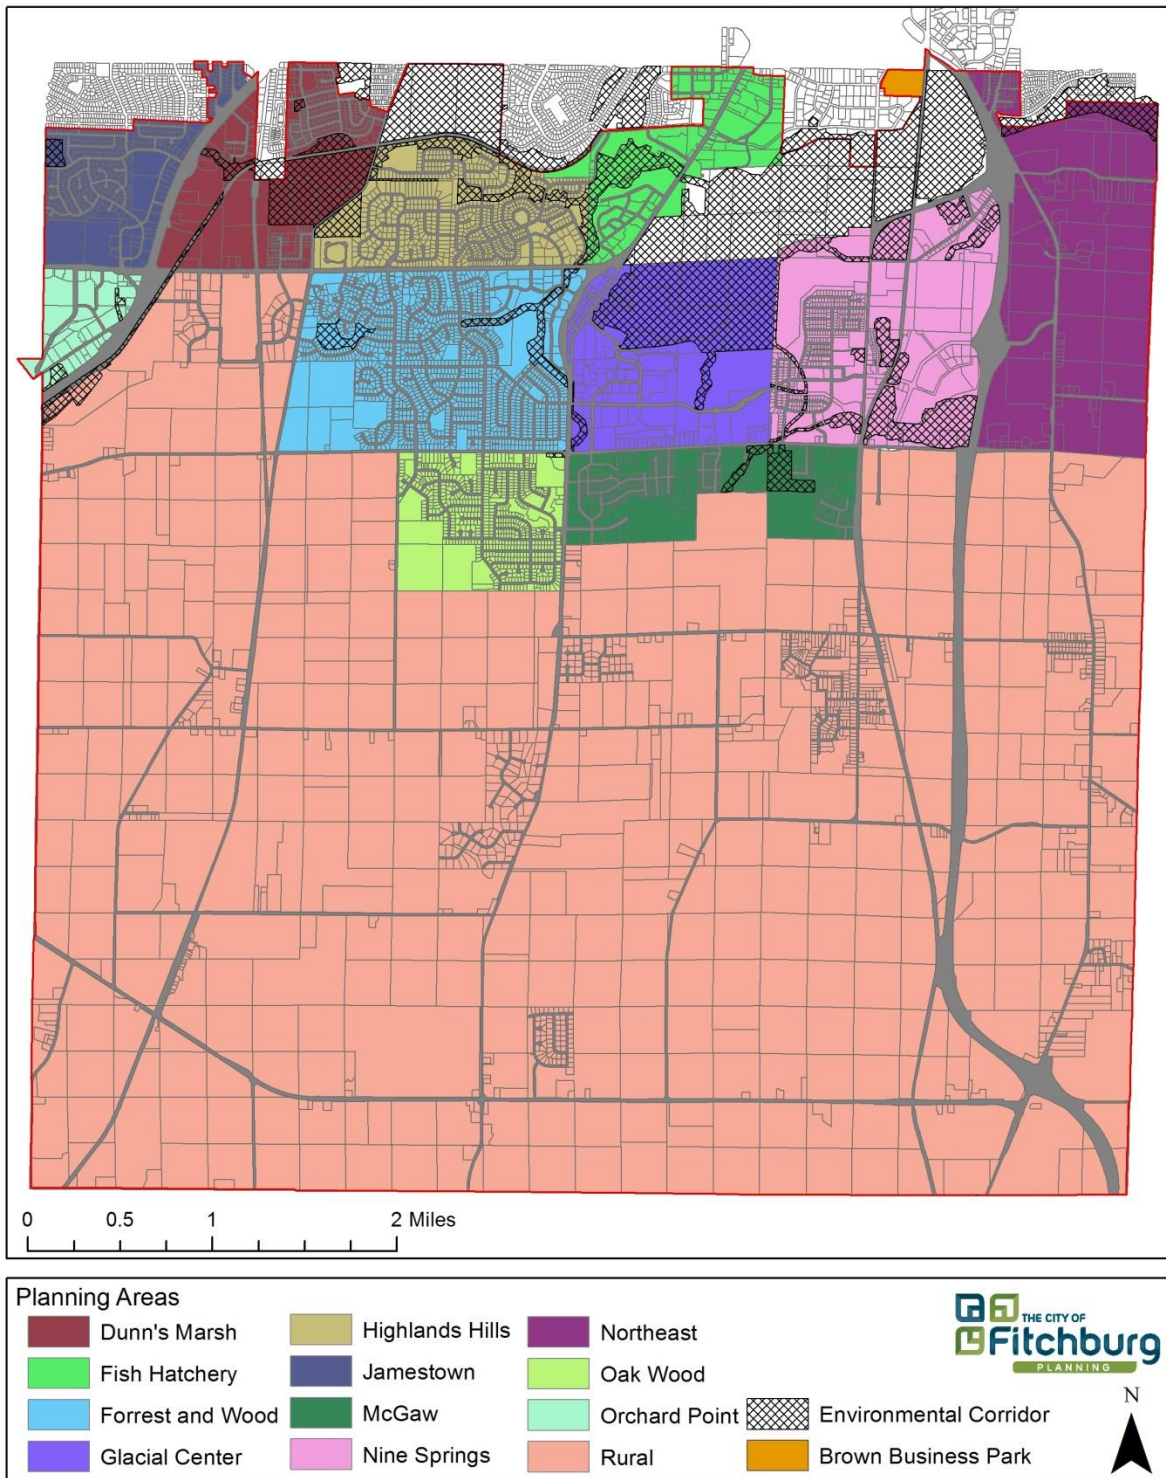 0 0.5 1 2 Miles
Planning Areas
Dunn's Marsh
Fish Hatchery
Forrest and Wood
Glacial Center
Highlands Hills
Jamestown
McGaw
Nine Springs
Northeast
Oak Wood
Orchard Point
Rural
Environmental Corridor
Brown Business Park
THE CITY OF
Fitchburg
PLANNING
N